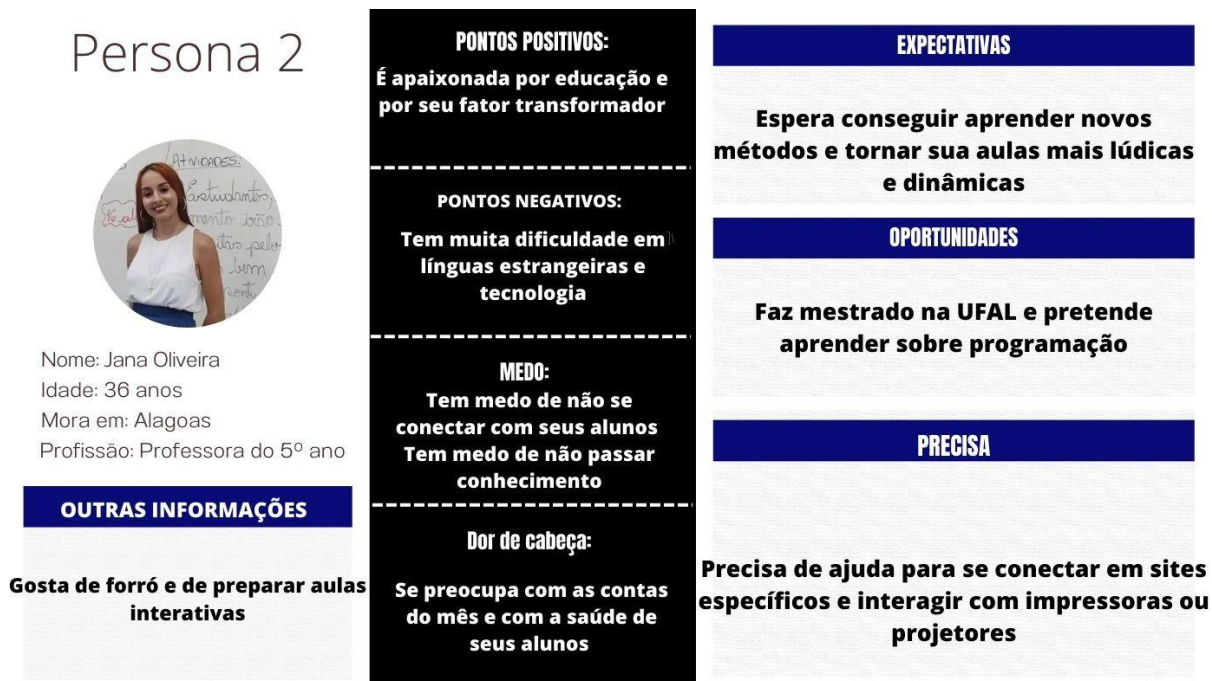 Persona 2
ATIVIDADES:
Estudantes,
Nome: Jana Oliveira
Idade: 36 anos
Mora em: Alagoas
Profissão: Professora do 5º ano
OUTRAS INFORMAÇÕES
Gosta de forró e de preparar aulas
interativas
PONTOS POSITIVOS:
É apaixonada por educação e
por seu fator transformador
PONTOS NEGATIVOS:
Tem muita dificuldade em
línguas estrangeiras e
tecnologia
MEDO:
Tem medo de não se
conectar com seus alunos
Tem medo de não passar
conhecimento
Dor de cabeça:
Se preocupa com as contas
do mês e com a saúde de
seus alunos
EXPECTATIVAS
Espera conseguir aprender novos
métodos e tornar sua aulas mais lúdicas
e dinâmicas
OPORTUNIDADES
Faz mestrado na UFAL e pretende
aprender sobre programação
PRECISA
Precisa de ajuda para se conectar em sites
específicos e interagir com impressoras ou
projetores